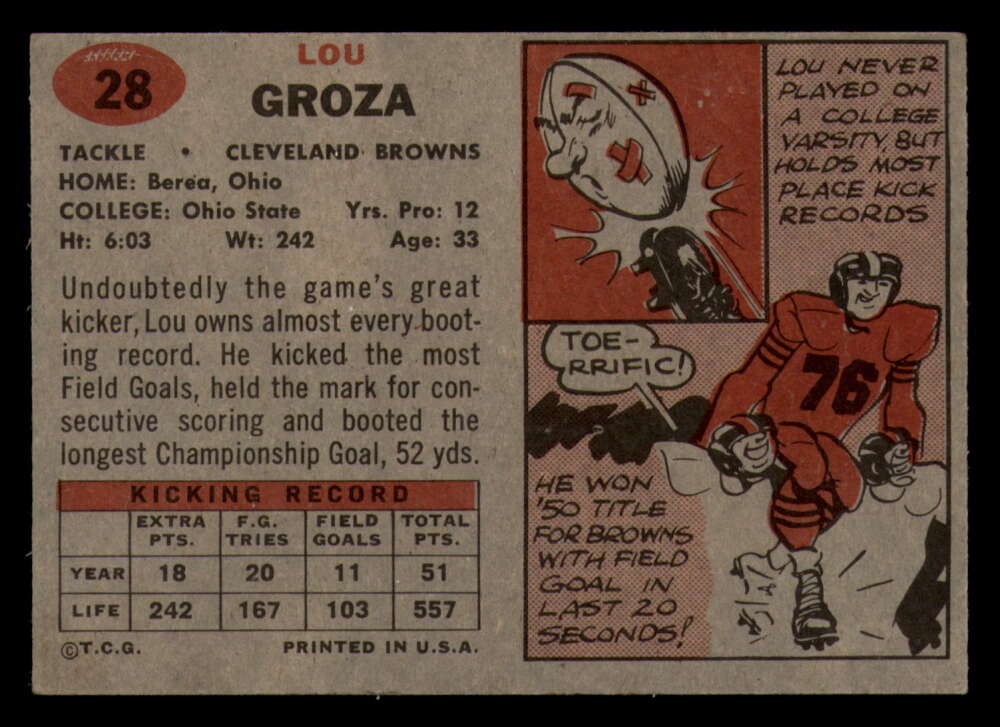 28
LOU
GROZA
TACKLE • CLEVELAND BROWNS
HOME: Berea, Ohio
COLLEGE: Ohio State Yrs. Pro: 12
Ht: 6:03 Wt: 242 Age: 33
Undoubtedly the game's great
kicker, Lou owns almost every boot-
ing record. He kicked the most
Field Goals, held the mark for con-
secutive scoring and booted the
longest Championship Goal, 52 yds.
KICKING RECORD
EXTRA PTS. F.G. TRIES FIELD GOALS TOTAL PTS.
YEAR 18 20 11 51
LIFE 242 167 103 557
©T.C.G. PRINTED IN U.S.A.
LOU NEVER
PLAYED ON
A COLLEGE
VARSITY, BUT
HOLDS MOST
PLACE KICK
RECORDS
TOE-
RRIFIC!
76
HE WON
'50 TITLE
FOR BROWNS
WITH FIELD
GOAL IN
LAST 20
SECONDS!